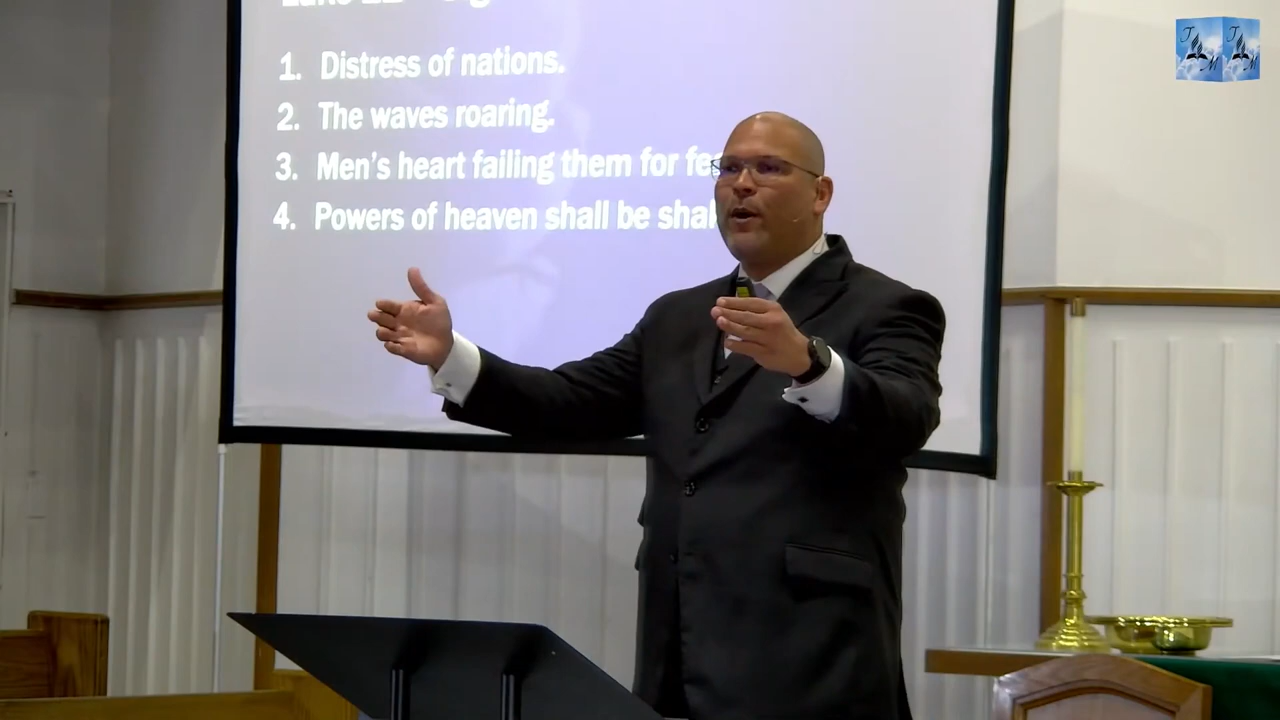 1. Distress of nations.
2. The waves roaring.
3. Men's heart failing them for
4. Powers of heaven shall be
T M
T M